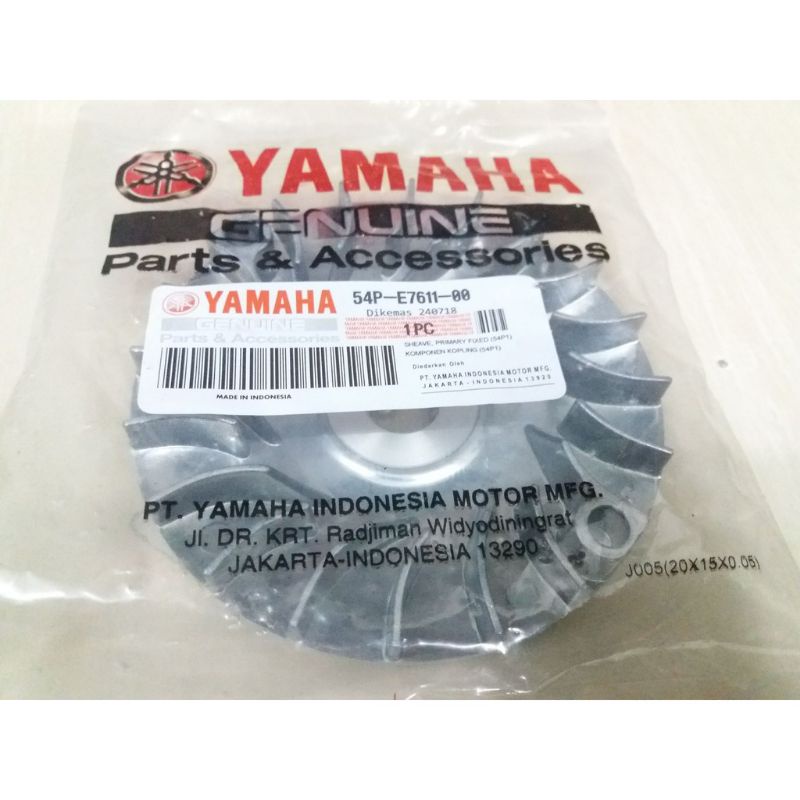 YAMAHA
GENUINE
Parts & Accessories
YAMAHA
GENUINE
Parts & Accessories
54P-E7611-00
Dikemas 240718
1PC
SHEAVE, PRIMARY FIXED (54P1)
KOMPONEN KOPLING (54P1)
Diedarkan Oleh
PT. YAMAHA INDONESIA MOTOR MFG.
JAKARTA - INDONESIA 13920
MADE IN INDONESIA
PT. YAMAHA INDONESIA MOTOR MFG.
Jl. DR. KRT. Radjiman Widyodiningrat
JAKARTA-INDONESIA 13290
J005(20X15X0.05)